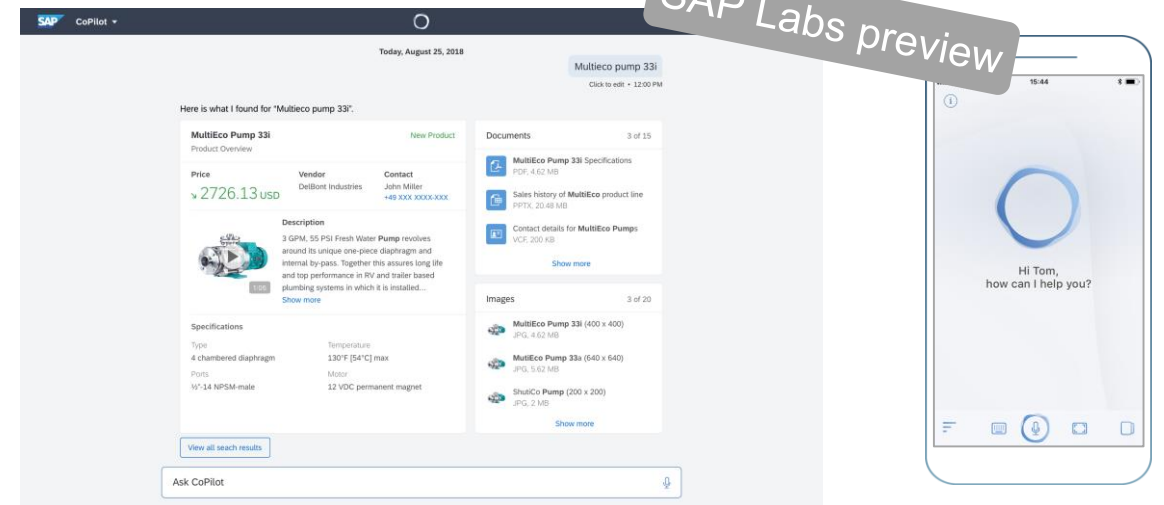 SAP CoPilot
SAP Labs preview
Today, August 25, 2018
Multieco pump 33i
Click to edit • 12:00 PM
Here is what I found for "Multieco pump 33i".
MultiEco Pump 33i New Product
Product Overview
Price Vendor Contact
2726.13 USD DelBont Industries John Miller
+49 XXX XXXX-XXX
Description
3 GPM, 55 PSI Fresh Water Pump revolves
around its unique one-piece diaphragm and
internal by-pass. Together this assures long life
and top performance in RV and trailer based
plumbing systems in which it is installed...
Show more
Specifications
Type Temperature
4 chambered diaphragm 130°F [54°C] max
Ports Motor
½"-14 NPSM-male 12 VDC permanent magnet
Documents 3 of 15
MultiEco Pump 33i Specifications
PDF, 4.62 MB
Sales history of MultiEco product line
PPTX, 20.48 MB
Contact details for MultiEco Pumps
VCF, 200 KB
Show more
Images 3 of 20
MultiEco Pump 33i (400 x 400)
JPG, 4.62 MB
MutiEco Pump 33a (640 x 640)
JPG, 5.62 MB
ShutiCo Pump (200 x 200)
JPG, 2 MB
Show more
View all seach results
Ask CoPilot
15:44
Hi Tom,
how can I help you?